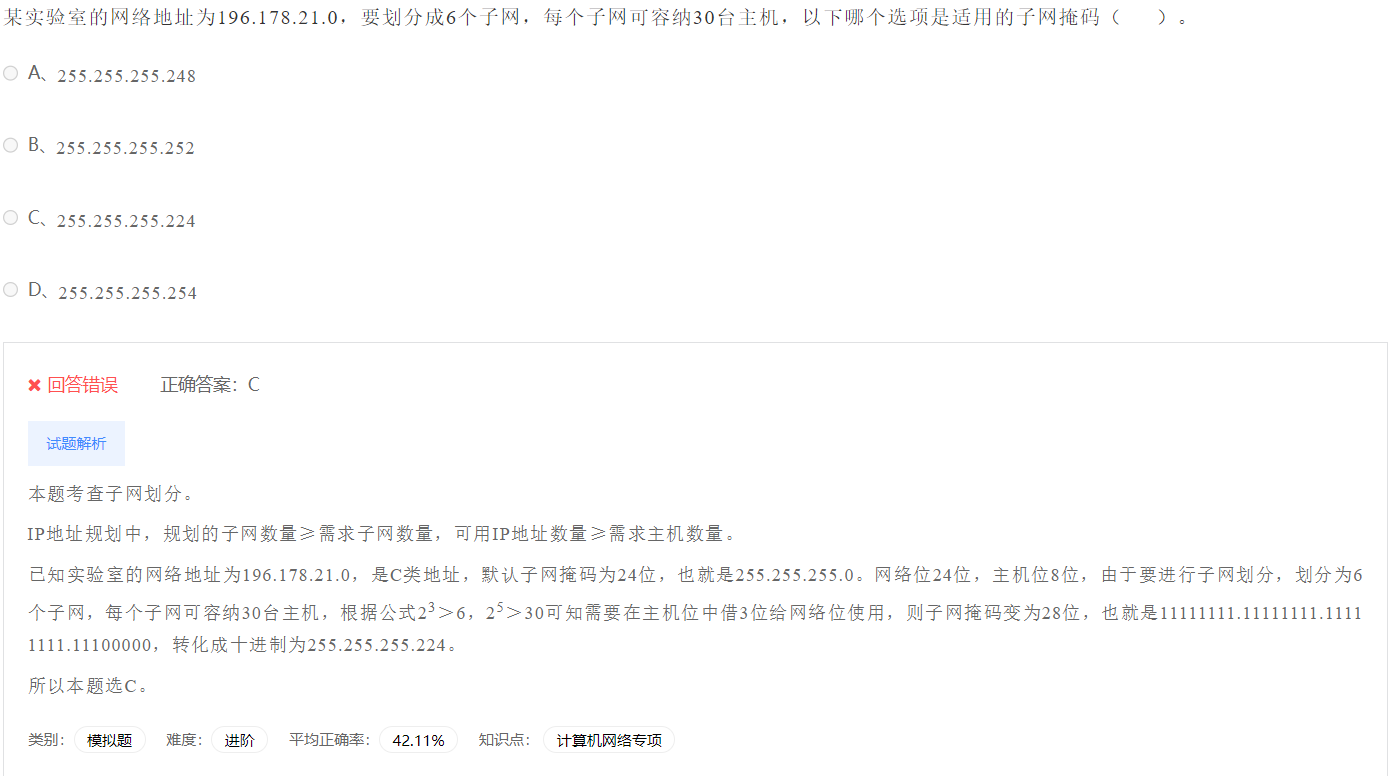 某实验室的网络地址为196.178.21.0，要划分成6个子网，每个子网可容纳30台主机，以下哪个选项是适用的子网掩码（　　）。
A、255.255.255.248
B、255.255.255.252
C、255.255.255.224
D、255.255.255.254
✖ 回答错误 正确答案：C
试题解析
本题考查子网划分。
IP地址规划中，规划的子网数量≥需求子网数量，可用IP地址数量≥需求主机数量。
已知实验室的网络地址为196.178.21.0，是C类地址，默认子网掩码为24位，也就是255.255.255.0。网络位24位，主机位8位，由于要进行子网划分，划分为6
个子网，每个子网可容纳30台主机，根据公式2³＞6，2⁵＞30可知需要在主机位中借3位给网络位使用，则子网掩码变为28位，也就是11111111.11111111.1111
1111.11100000，转化成十进制为255.255.255.224。
所以本题选C。
类别： 模拟题 难度： 进阶 平均正确率： 42.11% 知识点： 计算机网络专项